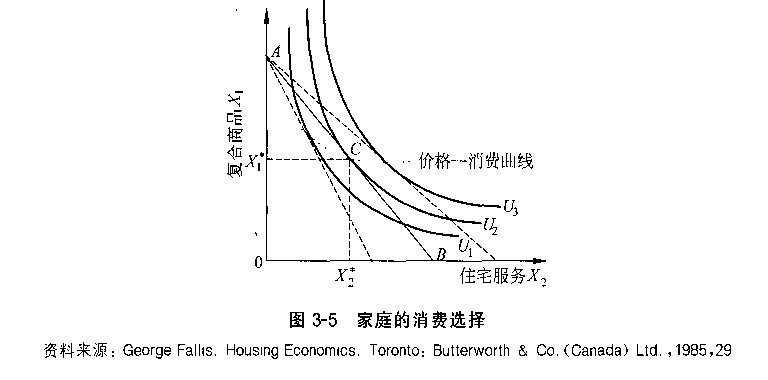 A
复合商品X₁
C
价格—消费曲线
X₁*
U₃
U₂
U₁
B
0
X₂*
住宅服务X₂
图 3-5 家庭的消费选择
资料来源：George Fallis. Housing Economics. Toronto: Butterworth & Co. (Canada) Ltd. ,1985,29